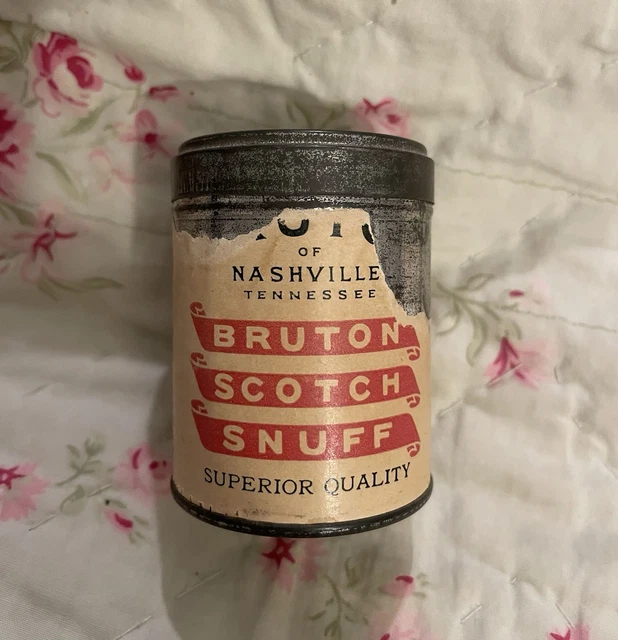 OF
NASHVILLE
TENNESSEE
BRUTON
SCOTCH
SNUFF
SUPERIOR QUALITY